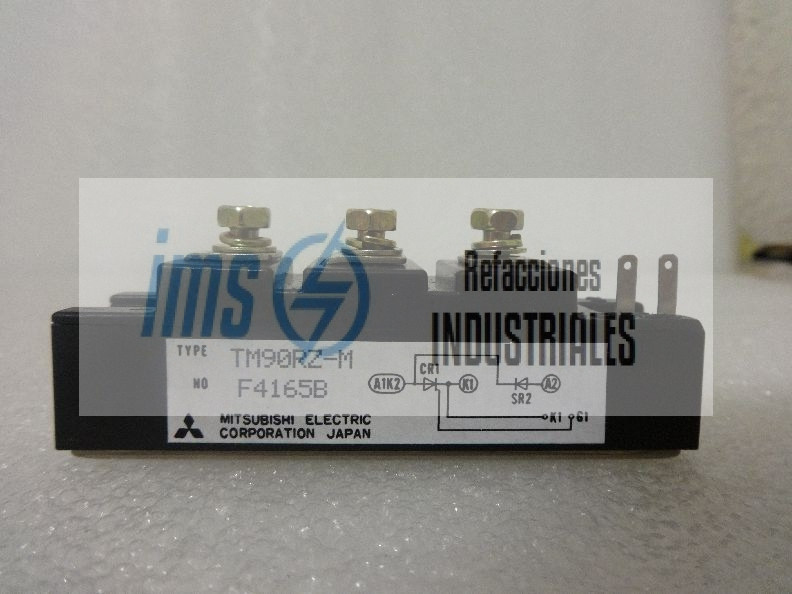 ims
Refacciones
INDUSTRIALES
TYPE TM90RZ-M
NO F4165B
MITSUBISHI ELECTRIC
CORPORATION JAPAN
CR1
A1K2
K1
A2
SR2
K1 G1